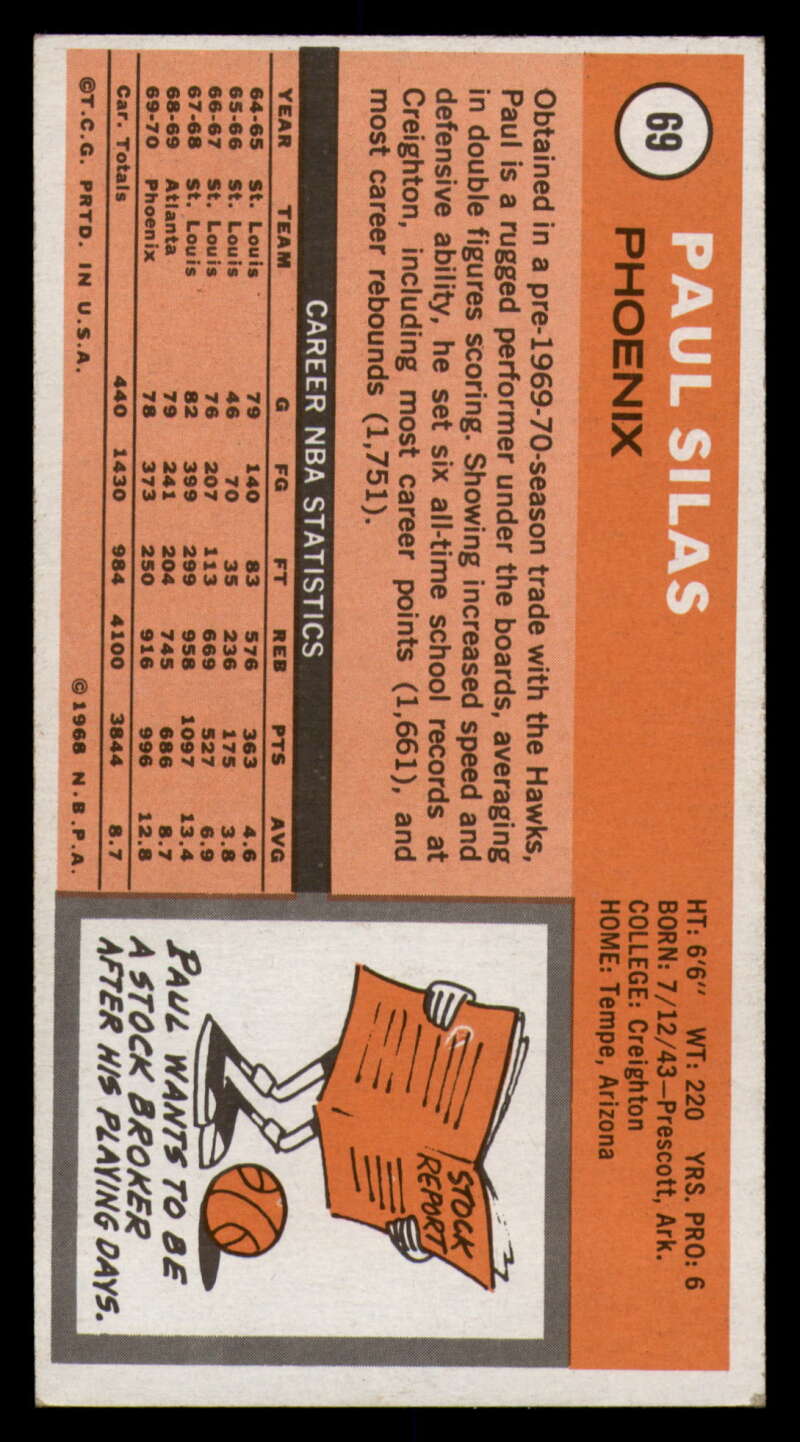 69
PAUL SILAS
PHOENIX
HT: 6'6" WT: 220 YRS. PRO: 6
BORN: 7/12/43—Prescott, Ark.
COLLEGE: Creighton
HOME: Tempe, Arizona
Obtained in a pre-1969-70-season trade with the Hawks,
Paul is a rugged performer under the boards, averaging
in double figures scoring. Showing increased speed and
defensive ability, he set six all-time school records at
Creighton, including most career points (1,661), and
most career rebounds (1,751).
CAREER NBA STATISTICS
YEAR TEAM G FG FT REB PTS AVG
64-65 St. Louis 79 140 83 576 363 4.6
65-66 St. Louis 46 70 35 236 175 3.8
66-67 St. Louis 76 207 113 669 527 6.9
67-68 St. Louis 82 399 299 958 1097 13.4
68-69 Atlanta 79 241 204 745 686 8.7
69-70 Phoenix 78 373 250 916 996 12.8
Car. Totals 440 1430 984 4100 3844 8.7
©T.C.G. PRTD. IN U.S.A. ©1968 N.B.P.A.
STOCK
REPORT
PAUL WANTS TO BE
A STOCK BROKER
AFTER HIS PLAYING DAYS.